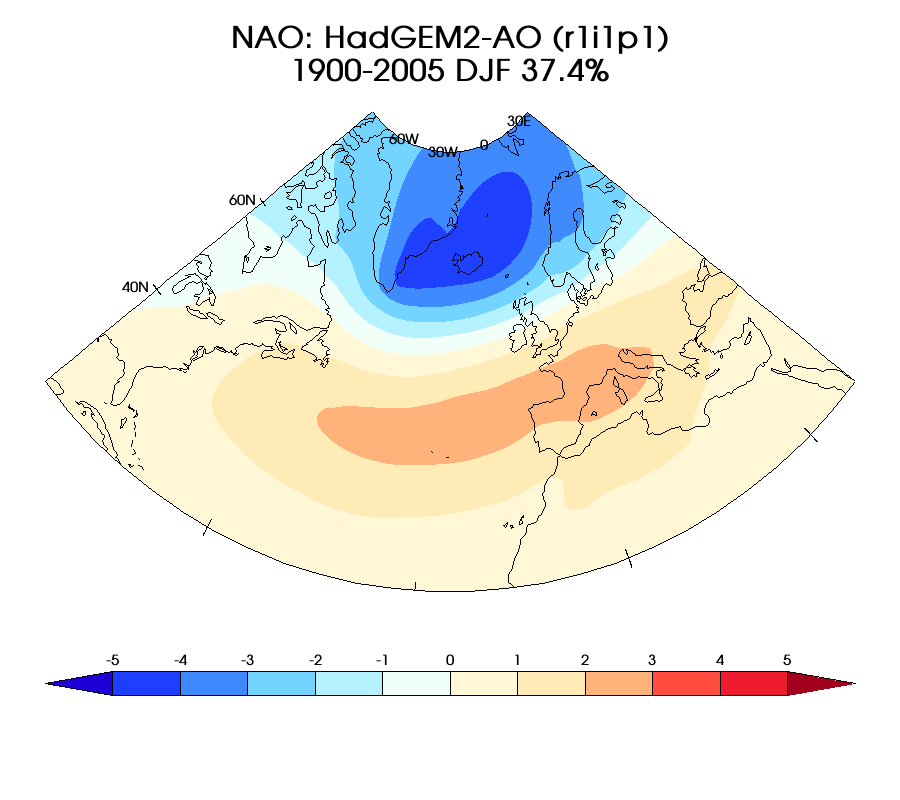 NAO: HadGEM2-AO (r1i1p1)
1900-2005 DJF 37.4%
30E
60W
30W
0
60N
40N
-5 -4 -3 -2 -1 0 1 2 3 4 5